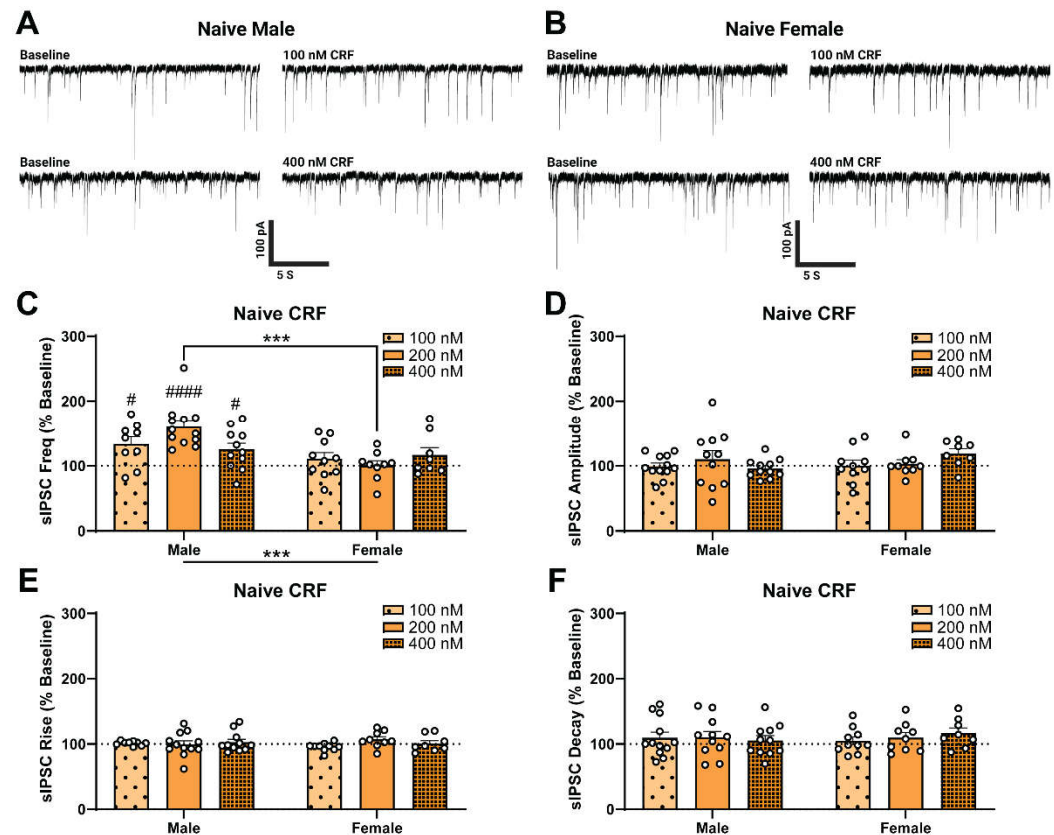 A
Naive Male
Baseline
100 nM CRF
Baseline
400 nM CRF
100 pA
5 S
B
Naive Female
Baseline
100 nM CRF
Baseline
400 nM CRF
100 pA
5 S
C
Naive CRF
sIPSC Freq (% Baseline)
300
200
100
0
***
100 nM
200 nM
400 nM
#
####
#
Male
Female
***
D
Naive CRF
sIPSC Amplitude (% Baseline)
300
200
100
0
100 nM
200 nM
400 nM
Male
Female
E
Naive CRF
sIPSC Rise (% Baseline)
300
200
100
0
100 nM
200 nM
400 nM
Male
Female
F
Naive CRF
sIPSC Decay (% Baseline)
300
200
100
0
100 nM
200 nM
400 nM
Male
Female